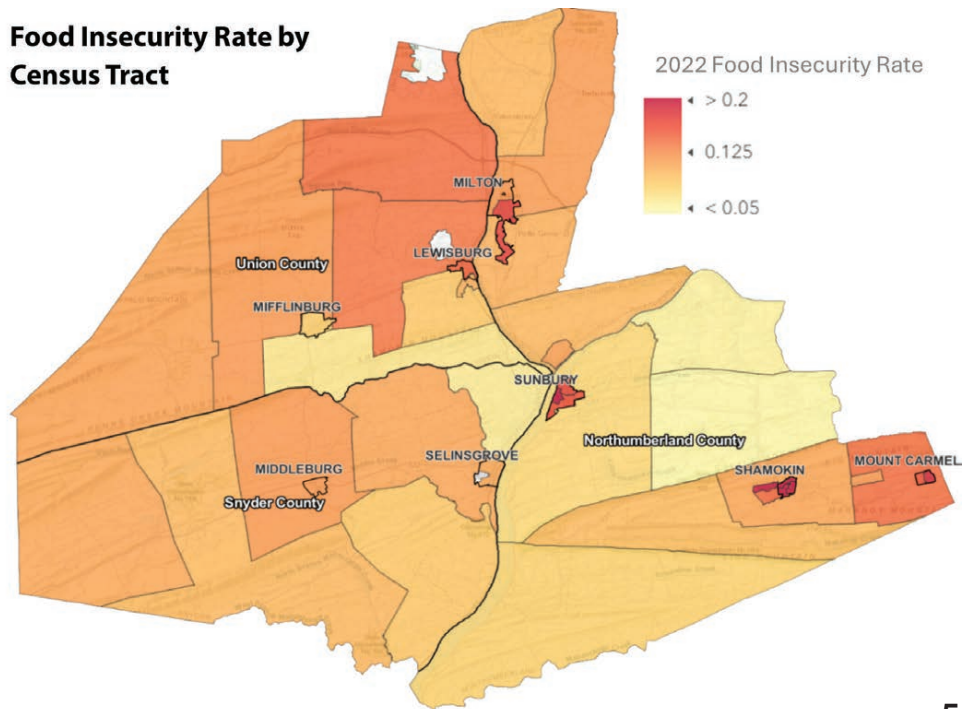 Food Insecurity Rate by
Census Tract
2022 Food Insecurity Rate
> 0.2
0.125
< 0.05
MILTON
LEWISBURG
Union County
MIFFLINBURG
SUNBURY
Northumberland County
SELINSGROVE
MIDDLEBURG
Snyder County
SHAMOKIN
MOUNT CARMEL